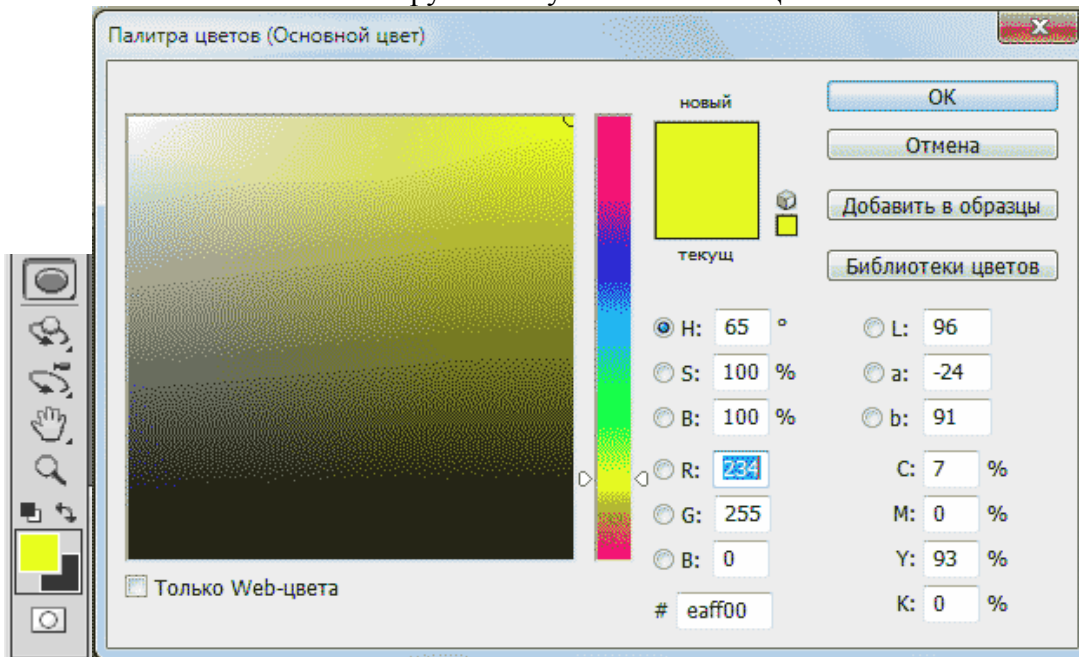 Палитра цветов (Основной цвет)
новый
текущ
ОК
Отмена
Добавить в образцы
Библиотеки цветов
H: 65 °
S: 100 %
B: 100 %
R: 234
G: 255
B: 0
# eaff00
L: 96
a: -24
b: 91
C: 7 %
M: 0 %
Y: 93 %
K: 0 %
Только Web-цвета